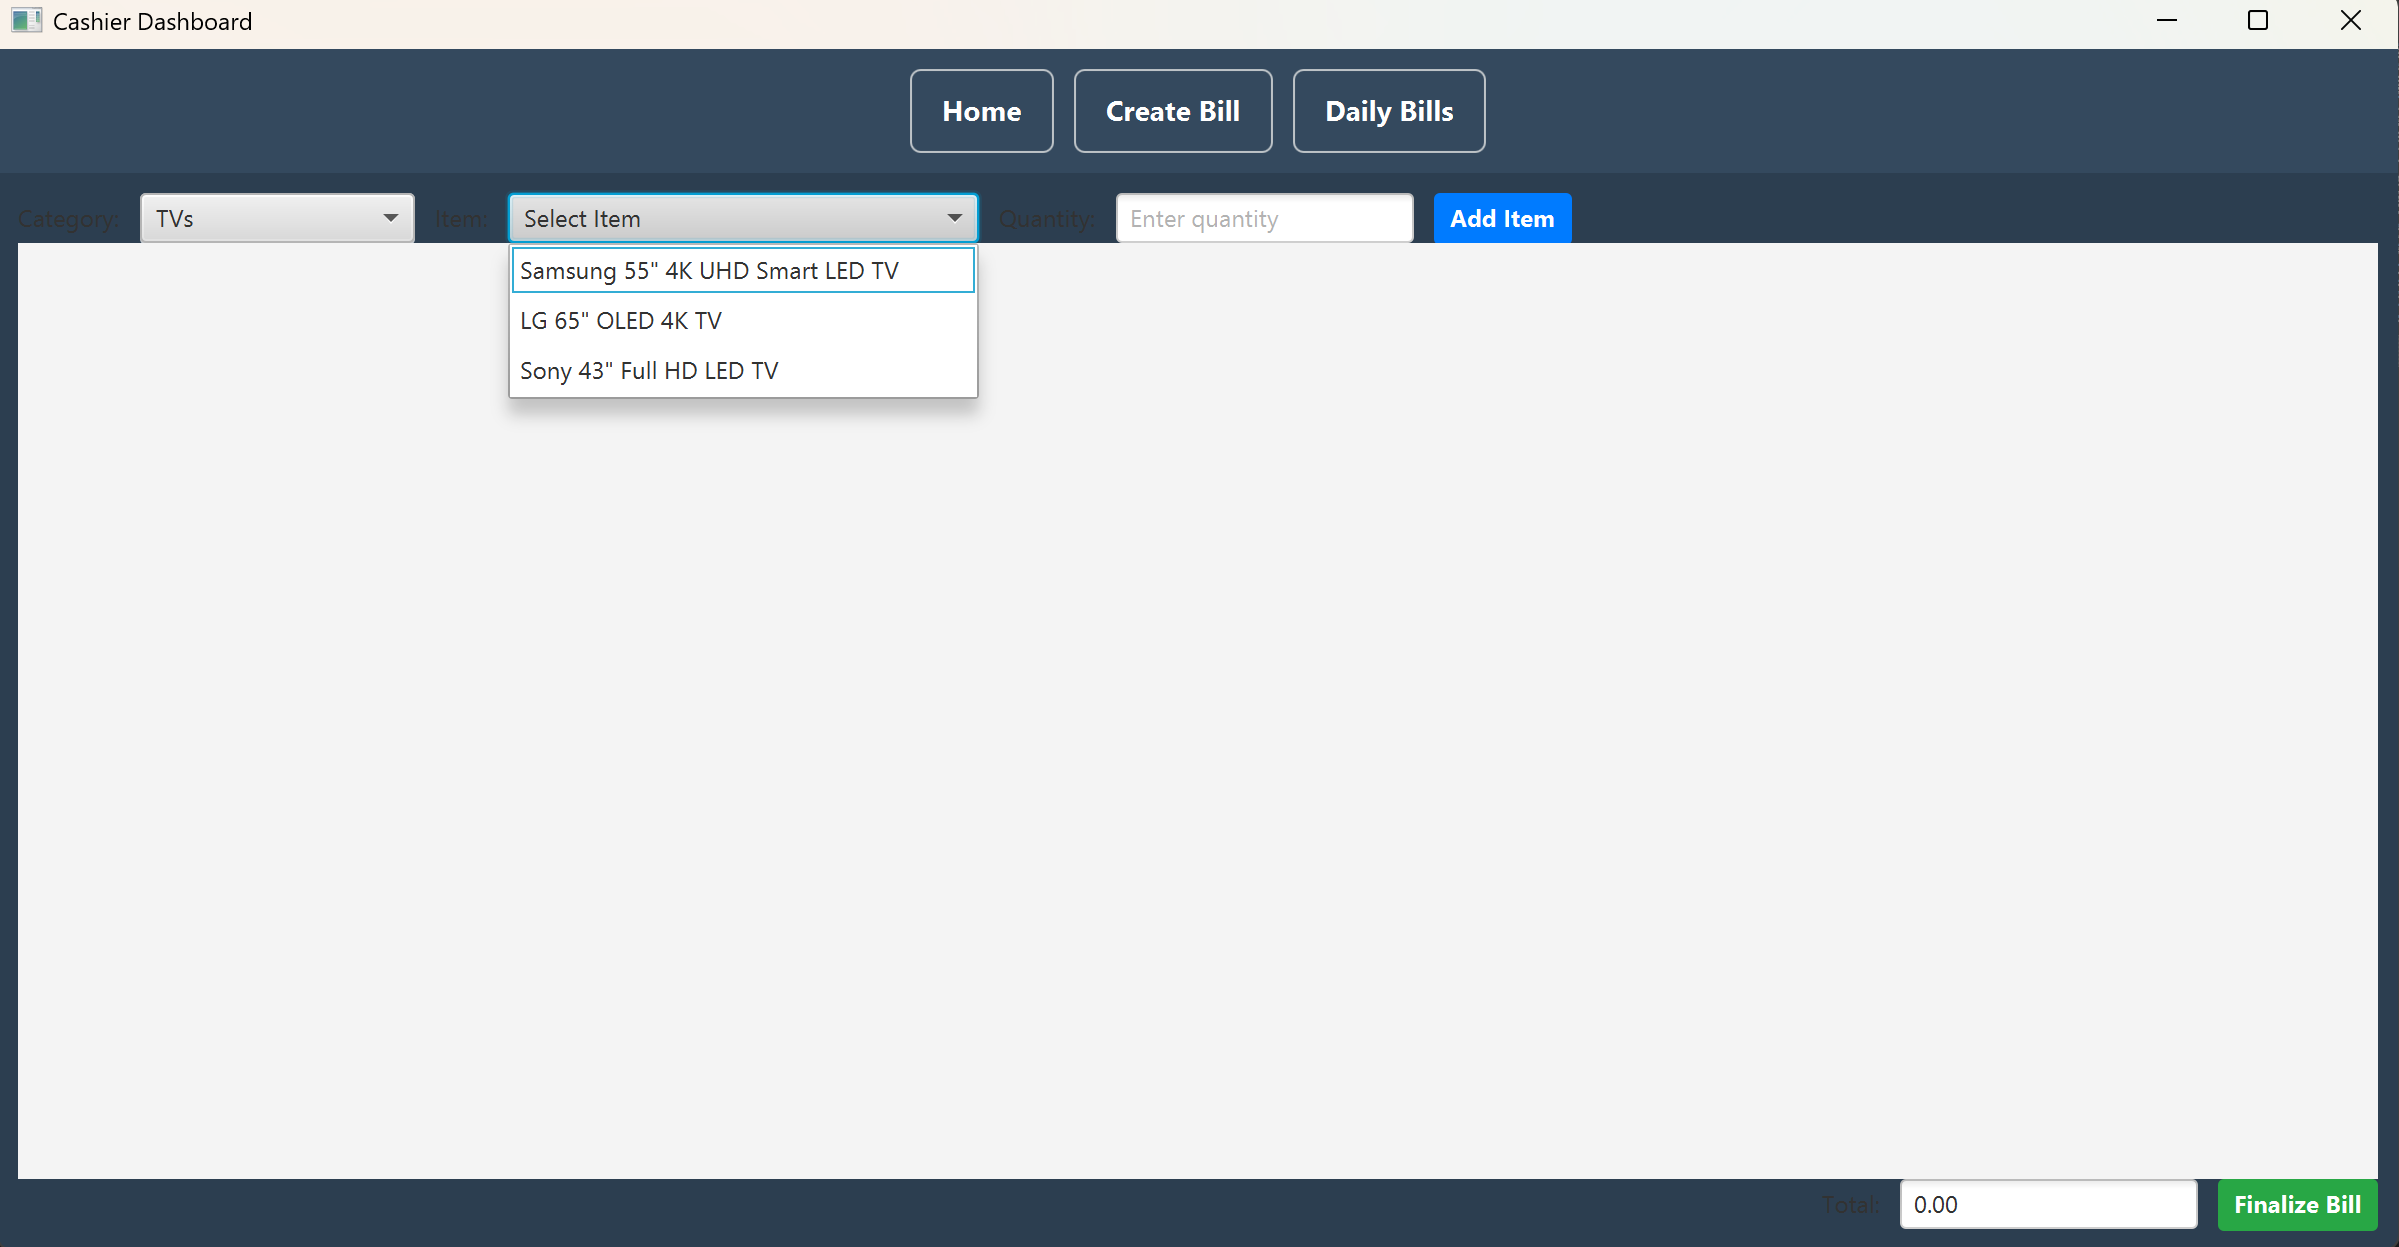 Cashier Dashboard
Home Create Bill Daily Bills
Category: TVs Item: Select Item Quantity: Enter quantity Add Item
Samsung 55" 4K UHD Smart LED TV
LG 65" OLED 4K TV
Sony 43" Full HD LED TV
Total: 0.00 Finalize Bill